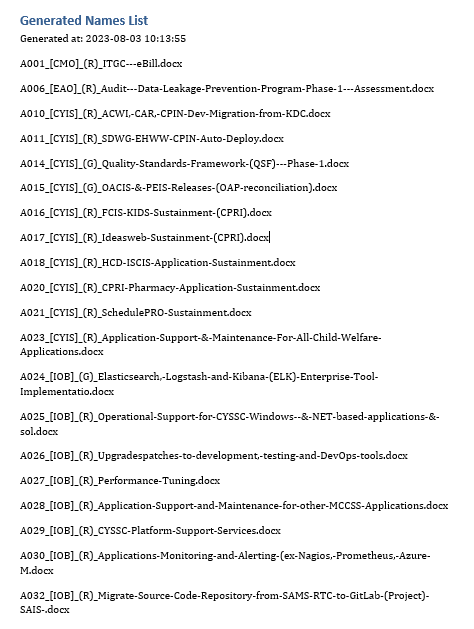 Generated Names List
Generated at: 2023-08-03 10:13:55
A001_[CMO]_(R)_ITGC---eBill.docx
A006_[EAO]_(R)_Audit---Data-Leakage-Prevention-Program-Phase-1---Assessment.docx
A010_[CYIS]_(R)_ACWI,-CAR,-CPIN-Dev-Migration-from-KDC.docx
A011_[CYIS]_(R)_SDWG-EHWW-CPIN-Auto-Deploy.docx
A014_[CYIS]_(G)_Quality-Standards-Framework-(QSF)---Phase-1.docx
A015_[CYIS]_(G)_OACIS-&-PEIS-Releases-(OAP-reconciliation).docx
A016_[CYIS]_(R)_FCIS-KIDS-Sustainment-(CPRI).docx
A017_[CYIS]_(R)_Ideasweb-Sustainment-(CPRI).docx
A018_[CYIS]_(R)_HCD-ISCIS-Application-Sustainment.docx
A020_[CYIS]_(R)_CPRI-Pharmacy-Application-Sustainment.docx
A021_[CYIS]_(R)_SchedulePRO-Sustainment.docx
A023_[CYIS]_(R)_Application-Support-&-Maintenance-For-All-Child-Welfare-
Applications.docx
A024_[IOB]_(G)_Elasticsearch,-Logstash-and-Kibana-(ELK)-Enterprise-Tool-
Implementatio.docx
A025_[IOB]_(R)_Operational-Support-for-CYSSC-Windows--&-NET-based-applications-&-
sol.docx
A026_[IOB]_(R)_Upgradespatches-to-development,-testing-and-DevOps-tools.docx
A027_[IOB]_(R)_Performance-Tuning.docx
A028_[IOB]_(R)_Application-Support-and-Maintenance-for-other-MCCSS-Applications.docx
A029_[IOB]_(R)_CYSSC-Platform-Support-Services.docx
A030_[IOB]_(R)_Applications-Monitoring-and-Alerting-(ex-Nagios,-Prometheus,-Azure-
M.docx
A032_[IOB]_(R)_Migrate-Source-Code-Repository-from-SAMS-RTC-to-GitLab-(Project)-
SAIS-.docx